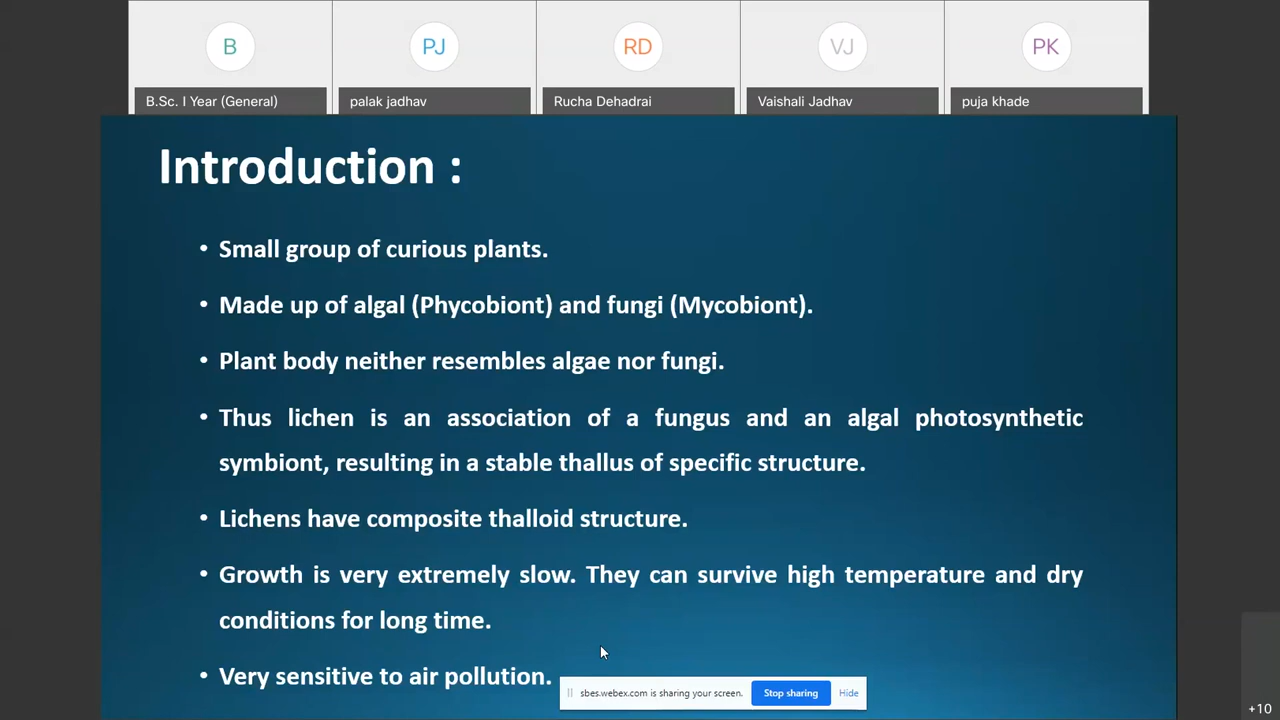 B PJ RD VJ PK
B.Sc. I Year (General) palak jadhav Rucha Dehadrai Vaishali Jadhav puja khade
Introduction :
• Small group of curious plants.
• Made up of algal (Phycobiont) and fungi (Mycobiont).
• Plant body neither resembles algae nor fungi.
• Thus lichen is an association of a fungus and an algal photosynthetic
symbiont, resulting in a stable thallus of specific structure.
• Lichens have composite thalloid structure.
• Growth is very extremely slow. They can survive high temperature and dry
conditions for long time.
• Very sensitive to air pollution.
sbes.webex.com is sharing your screen. Stop sharing Hide
+10